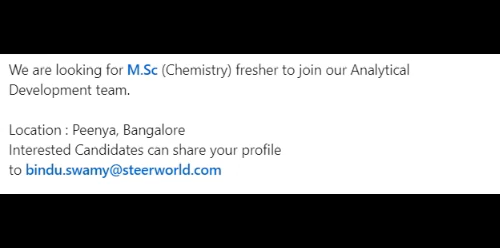 We are looking for M.Sc (Chemistry) fresher to join our Analytical
Development team.
Location : Peenya, Bangalore
Interested Candidates can share your profile
to bindu.swamy@steerworld.com